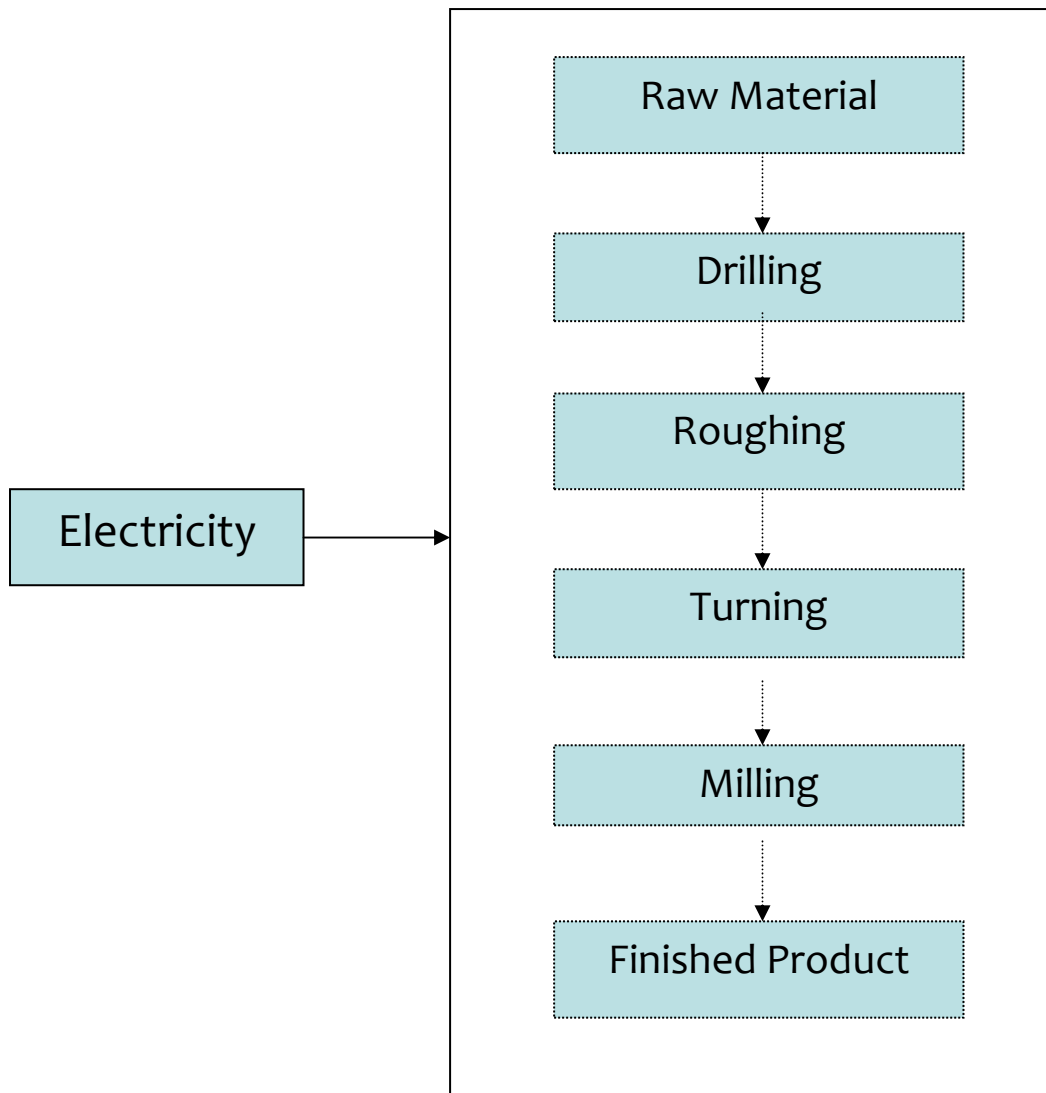 Raw Material
Drilling
Roughing
Electricity
Turning
Milling
Finished Product